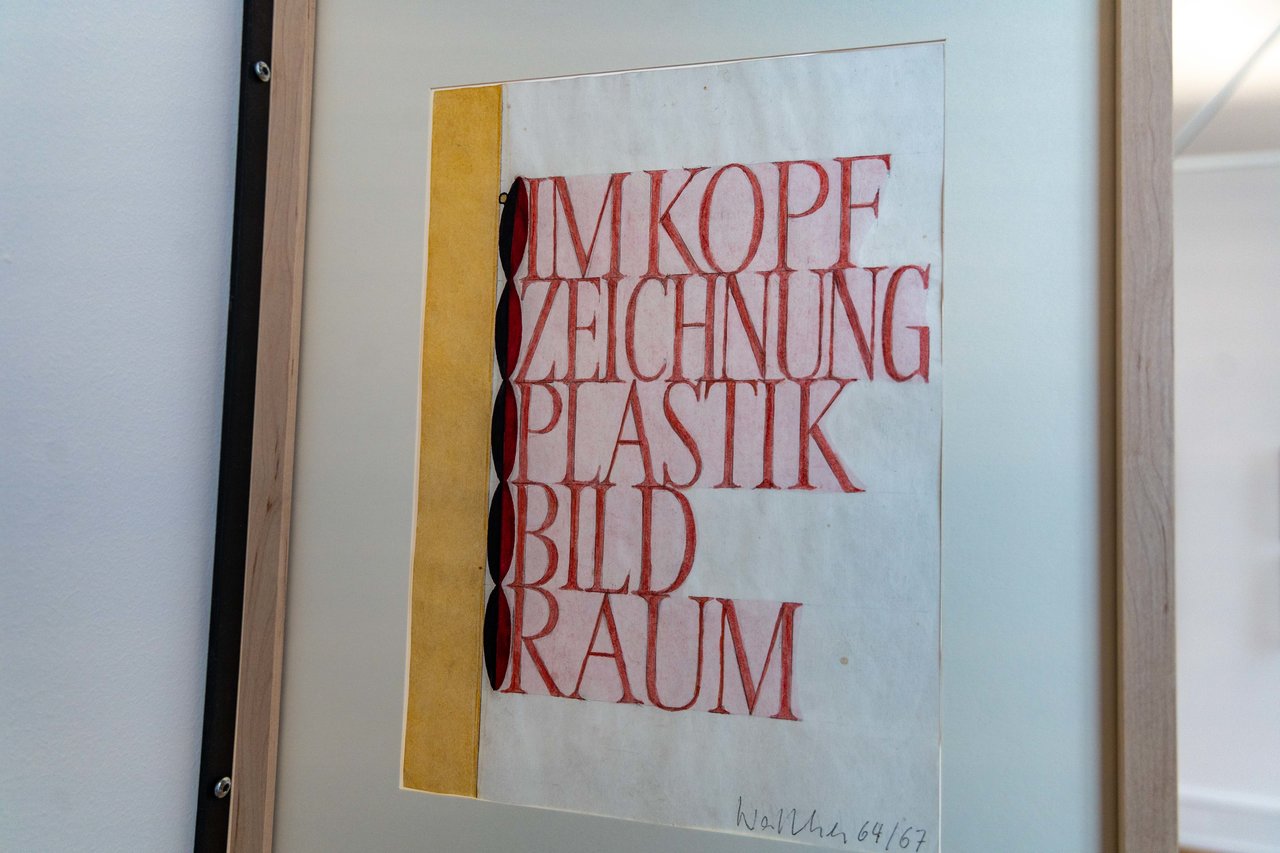 IM KOPF
ZEICHNUNG
PLASTIK
BILD
RAUM
Walther 64/67